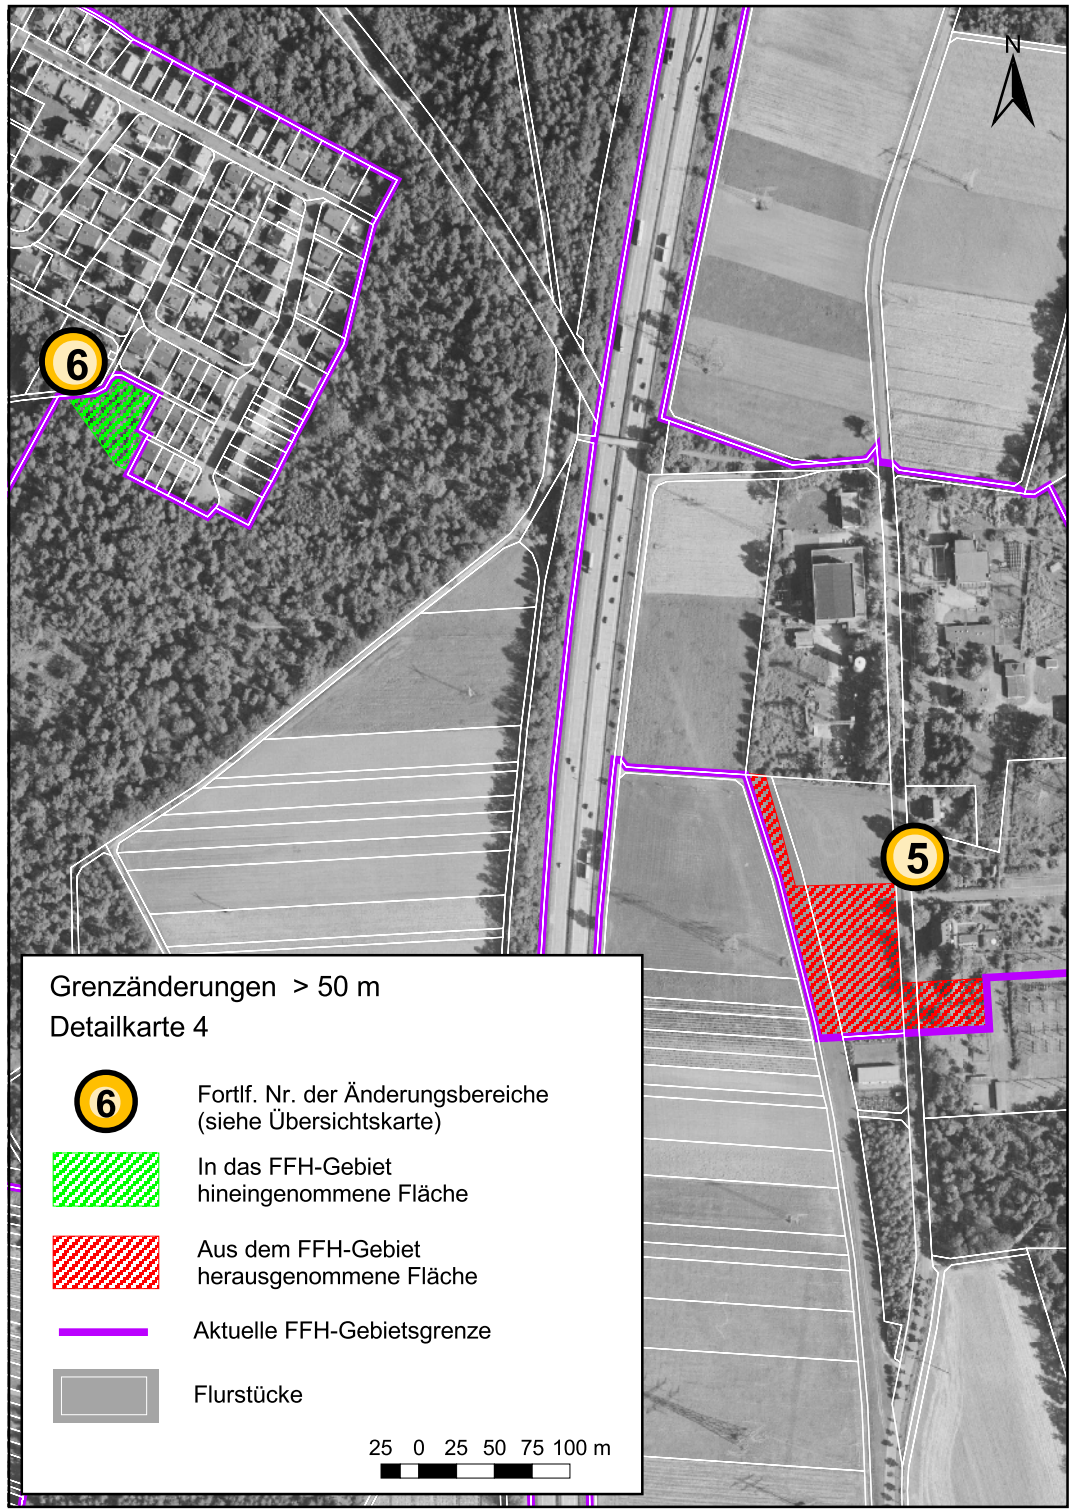 N
6
5
Grenzänderungen > 50 m
Detailkarte 4
6
Fortlf. Nr. der Änderungsbereiche
(siehe Übersichtskarte)
In das FFH-Gebiet
hineingenommene Fläche
Aus dem FFH-Gebiet
herausgenommene Fläche
Aktuelle FFH-Gebietsgrenze
Flurstücke
25 0 25 50 75 100 m